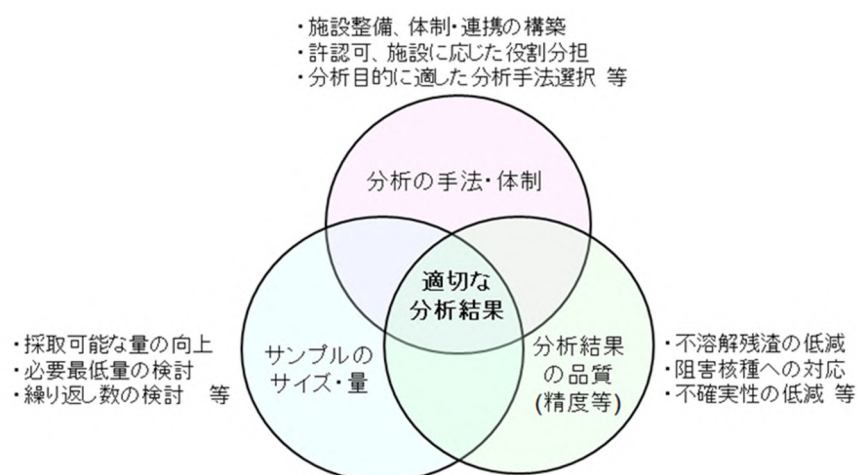 ・施設整備、体制・連携の構築
・許認可、施設に応じた役割分担
・分析目的に適した分析手法選択 等
分析の手法・体制
適切な
分析結果
・採取可能な量の向上
・必要最低量の検討
・繰り返し数の検討 等
サンプルの
サイズ・量
分析結果
の品質
(精度等)
・不溶解残渣の低減
・阻害核種への対応
・不確実性の低減 等